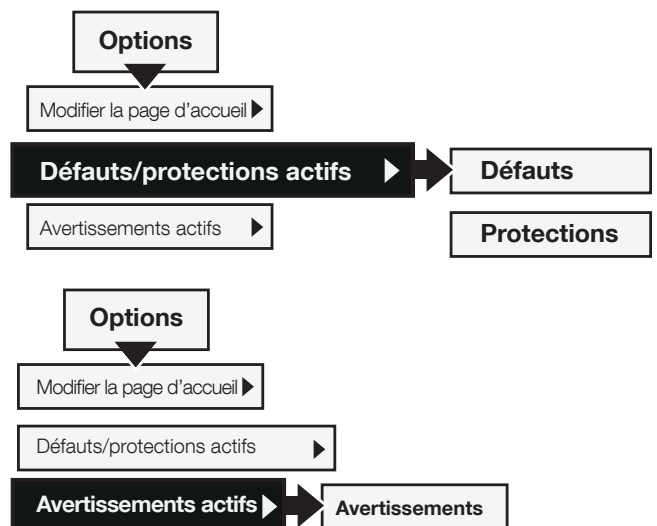 Options
Modifier la page d'accueil
Défauts/protections actifs
Défauts
Avertissements actifs
Protections
Options
Modifier la page d'accueil
Défauts/protections actifs
Avertissements actifs
Avertissements